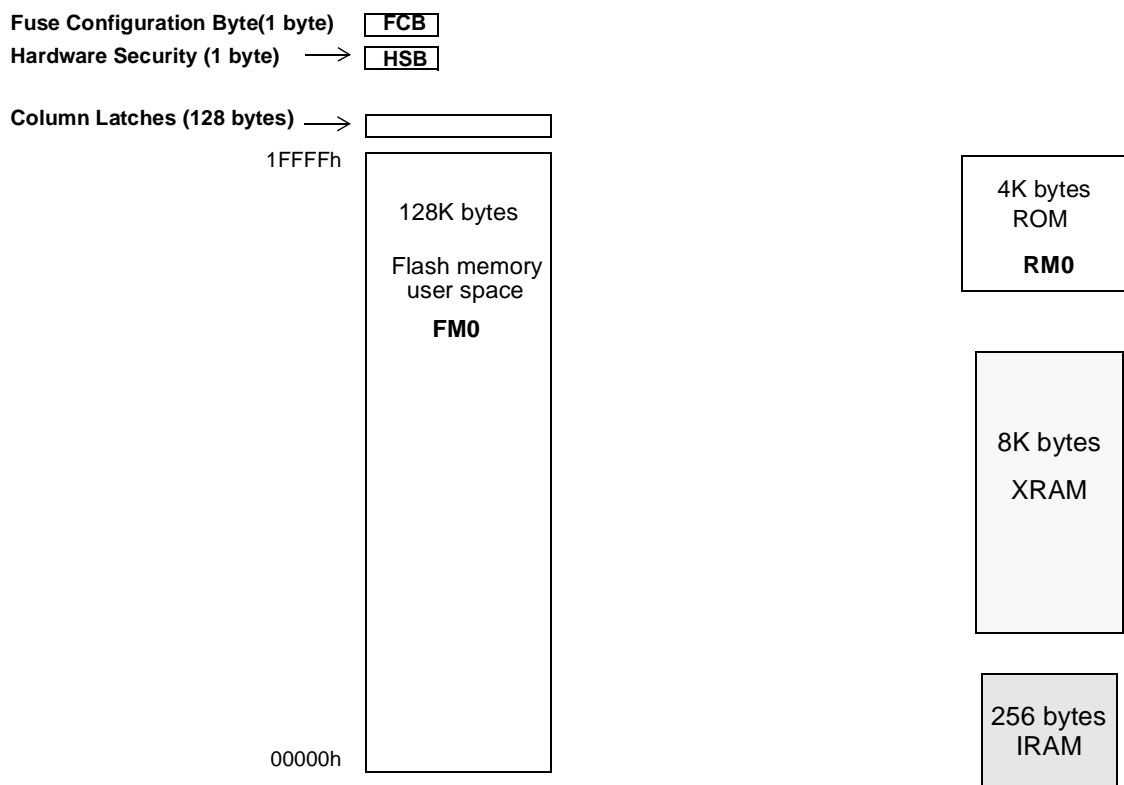 Fuse Configuration Byte(1 byte) FCB
Hardware Security (1 byte) HSB
Column Latches (128 bytes)
1FFFFh
128K bytes
Flash memory
user space
FM0
00000h
4K bytes
ROM
RM0
8K bytes
XRAM
256 bytes
IRAM